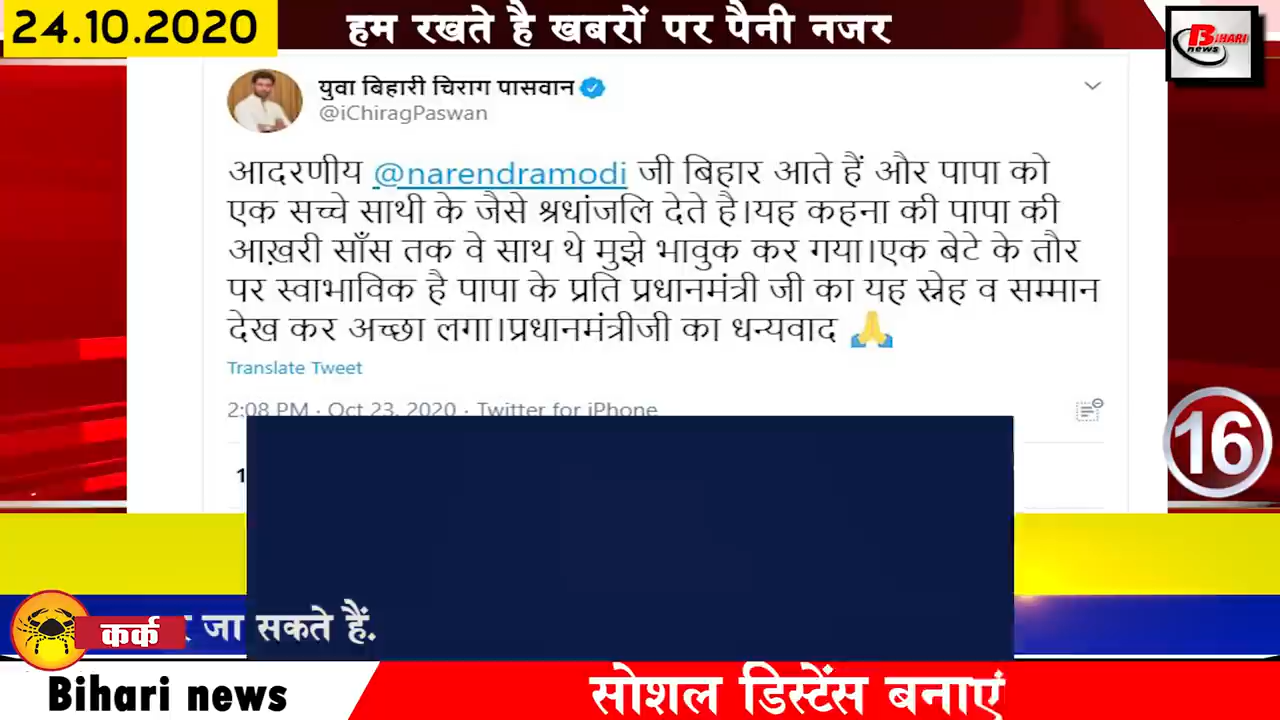 24.10.2020
हम रखते है खबरों पर पैनी नजर
BIHARI
news
युवा बिहारी चिराग पासवान
@iChiragPaswan
आदरणीय @narendramodi जी बिहार आते हैं और पापा को
एक सच्चे साथी के जैसे श्रधांजलि देते है।यह कहना की पापा की
आख़री साँस तक वे साथ थे मुझे भावुक कर गया।एक बेटे के तौर
पर स्वाभाविक है पापा के प्रति प्रधानमंत्री जी का यह स्नेह व सम्मान
देख कर अच्छा लगा।प्रधानमंत्रीजी का धन्यवाद 🙏
Translate Tweet
2:08 PM · Oct 23, 2020 · Twitter for iPhone
16
कर्क
जा सकते हैं.
Bihari news
सोशल डिस्टेंस बनाएं